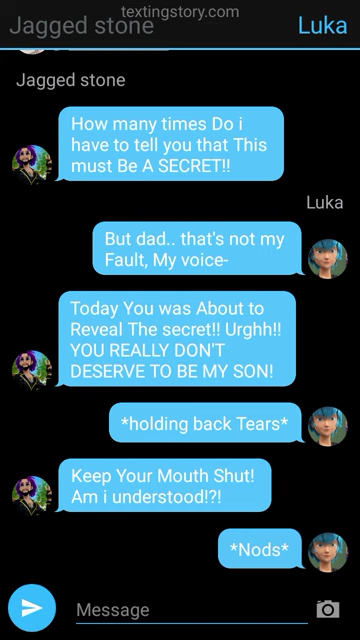 textingstory.com
Jagged stone
Luka
Jagged stone
How many times Do i
have to tell you that This
must Be A SECRET!!
Luka
But dad.. that's not my
Fault, My voice-
Today You was About to
Reveal The secret!! Urghh!!
YOU REALLY DON'T
DESERVE TO BE MY SON!
*holding back Tears*
Keep Your Mouth Shut!
Am i understood!?!
*Nods*
Message